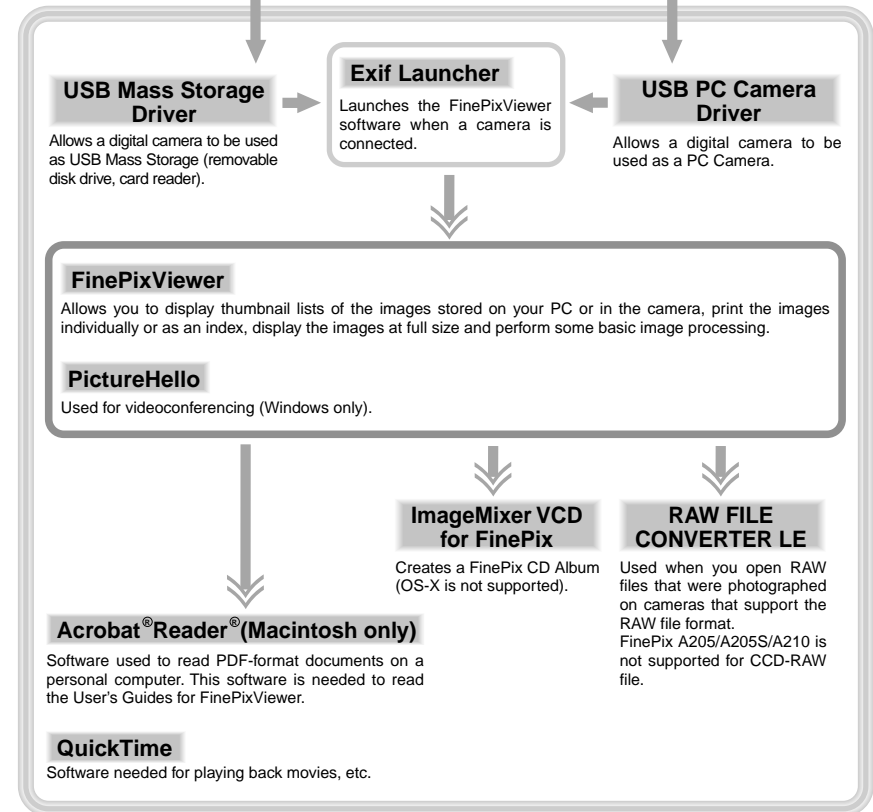 USB Mass Storage
Driver
Allows a digital camera to be used
as USB Mass Storage (removable
disk drive, card reader).
Exif Launcher
Launches the FinePixViewer
software when a camera is
connected.
USB PC Camera
Driver
Allows a digital camera to be
used as a PC Camera.
FinePixViewer
Allows you to display thumbnail lists of the images stored on your PC or in the camera, print the images
individually or as an index, display the images at full size and perform some basic image processing.
PictureHello
Used for videoconferencing (Windows only).
ImageMixer VCD
for FinePix
Creates a FinePix CD Album
(OS-X is not supported).
RAW FILE
CONVERTER LE
Used when you open RAW
files that were photographed
on cameras that support the
RAW file format.
FinePix A205/A205S/A210 is
not supported for CCD-RAW
file.
Acrobat®Reader®(Macintosh only)
Software used to read PDF-format documents on a
personal computer. This software is needed to read
the User's Guides for FinePixViewer.
QuickTime
Software needed for playing back movies, etc.